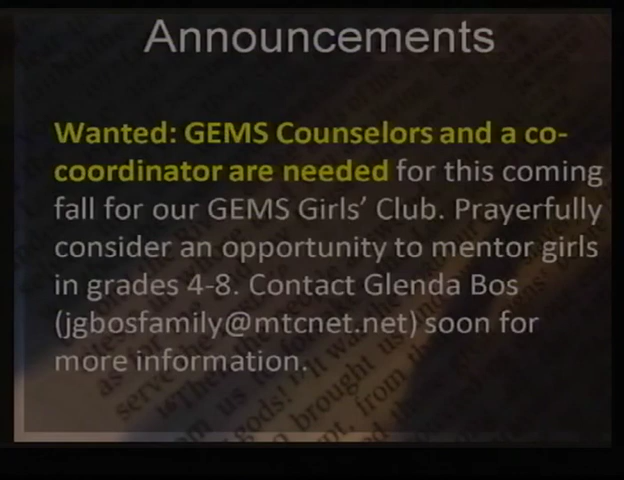 Announcements
Wanted: GEMS Counselors and a co-
coordinator are needed for this coming
fall for our GEMS Girls' Club. Prayerfully
consider an opportunity to mentor girls
in grades 4-8. Contact Glenda Bos
(jgbosfamily@mtcnet.net) soon for
more information.